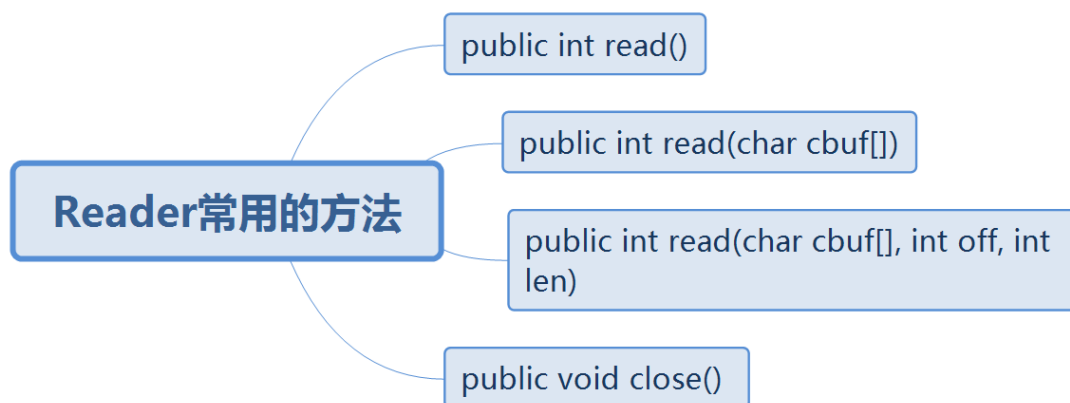 public int read()
public int read(char cbuf[])
Reader常用的方法
public int read(char cbuf[], int off, int
len)
public void close()